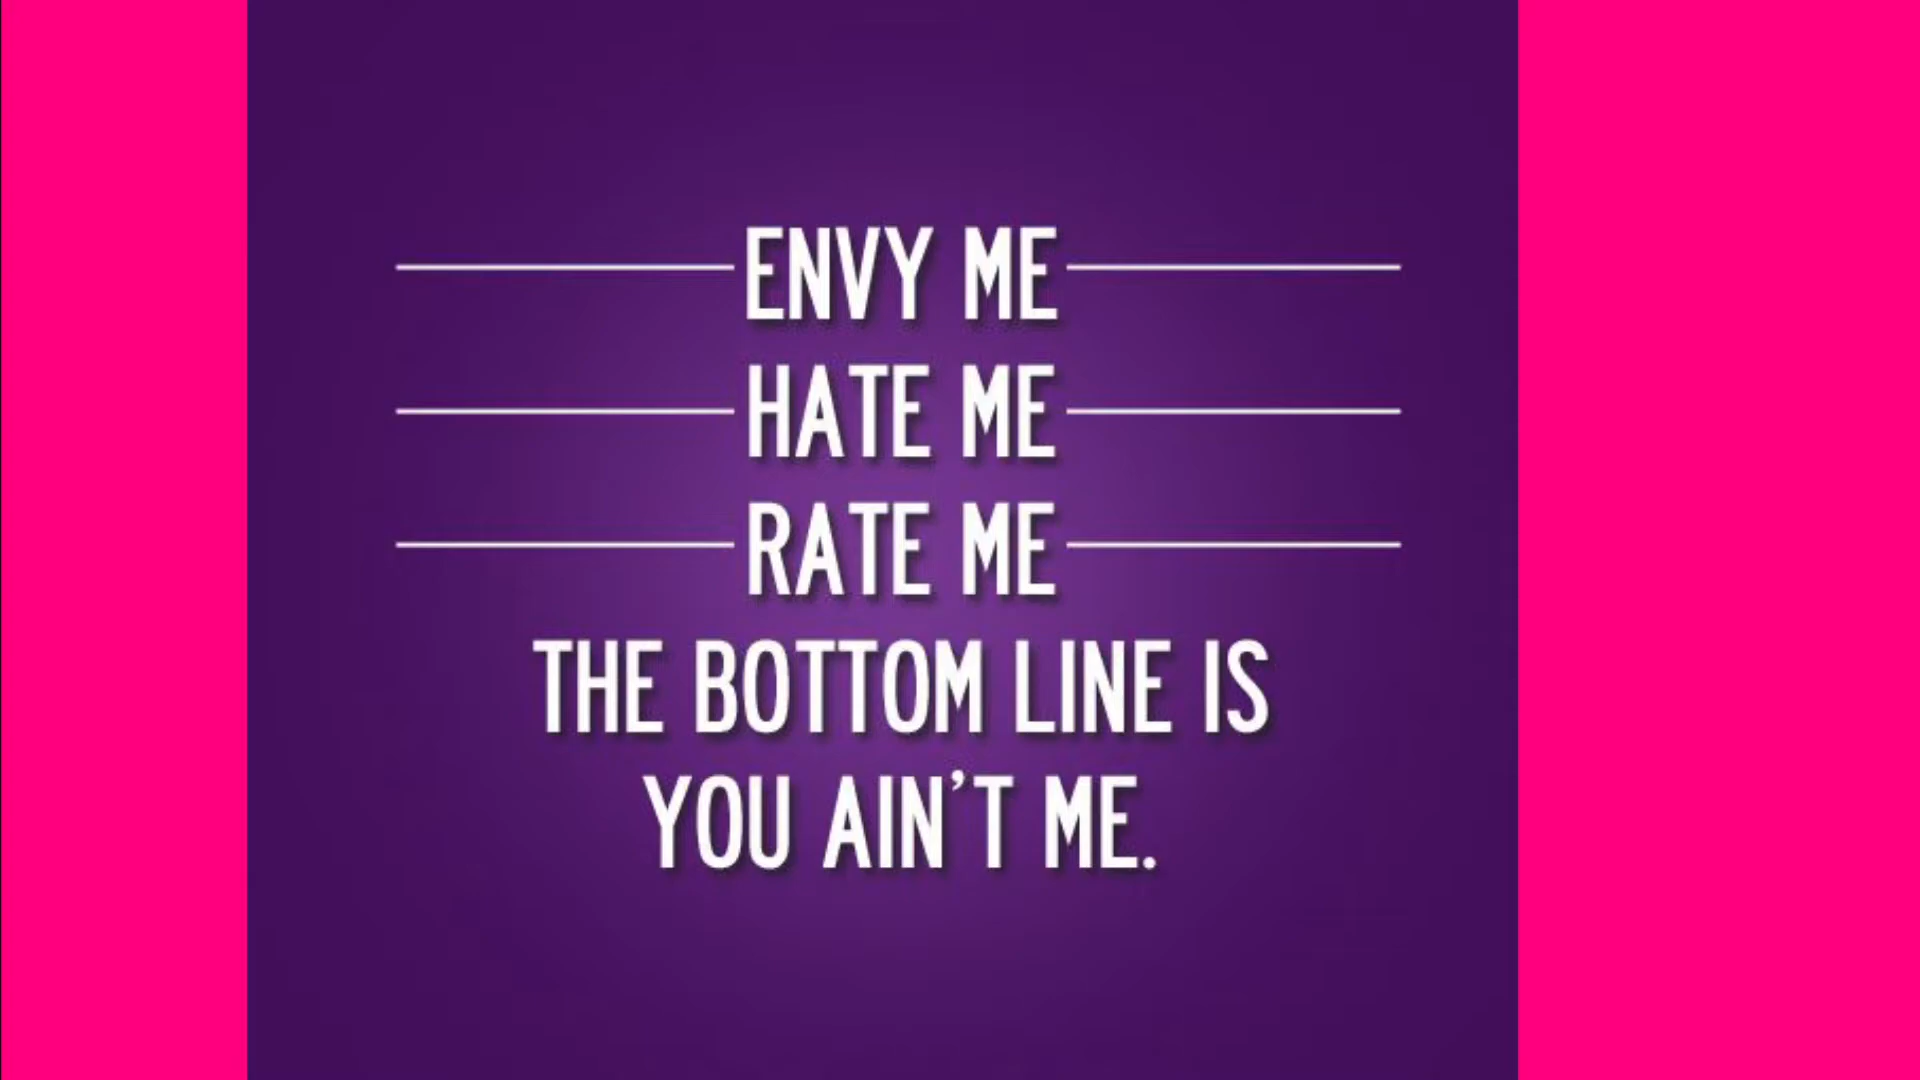 ENVY ME
HATE ME
RATE ME
THE BOTTOM LINE IS
YOU AIN'T ME.